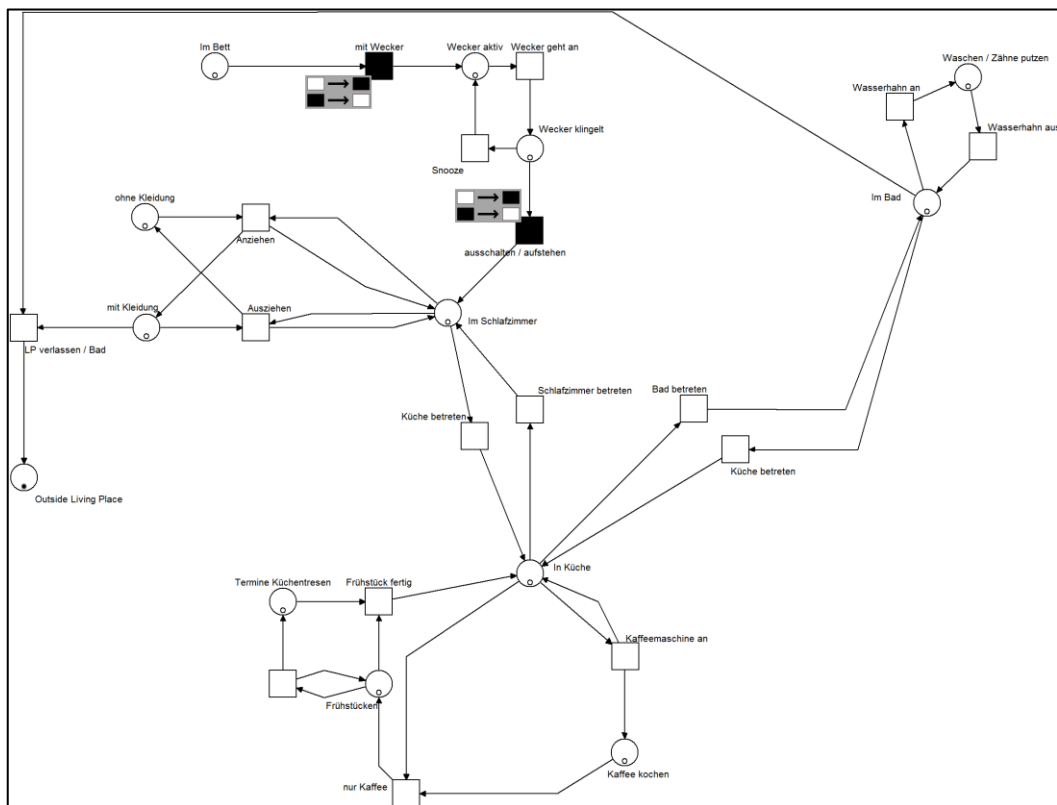 Im Bett
mit Wecker
Wecker aktiv
Wecker geht an
Waschen / Zähne putzen
Wasserhahn an
Wecker klingelt
Wasserhahn aus
Snooze
ohne Kleidung
Im Bad
Anziehen
ausschalten / aufstehen
mit Kleidung
Ausziehen
Im Schlafzimmer
LP verlassen / Bad
Schlafzimmer betreten
Bad betreten
Küche betreten
Küche betreten
Outside Living Place
In Küche
Termine Küchentresen
Frühstück fertig
Kaffeemaschine an
Frühstücken
Kaffee kochen
nur Kaffee